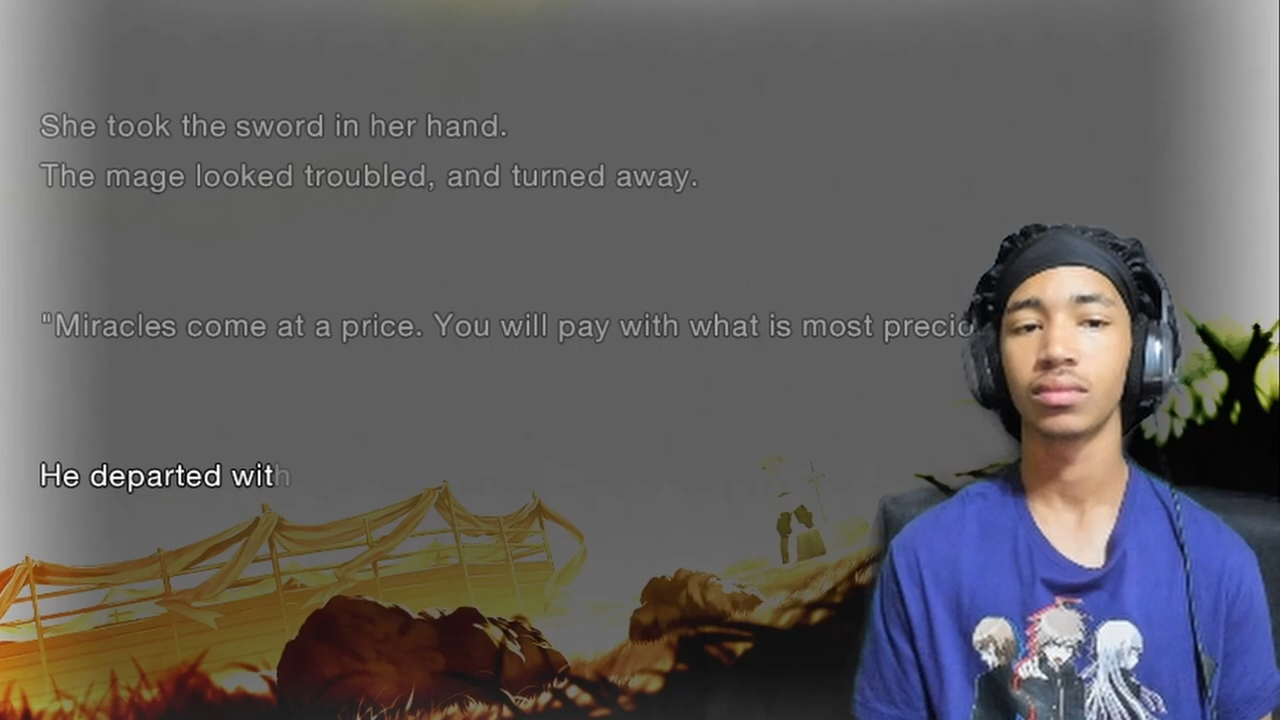 She took the sword in her hand.
The mage looked troubled, and turned away.
"Miracles come at a price. You will pay with what is most precio
He departed with